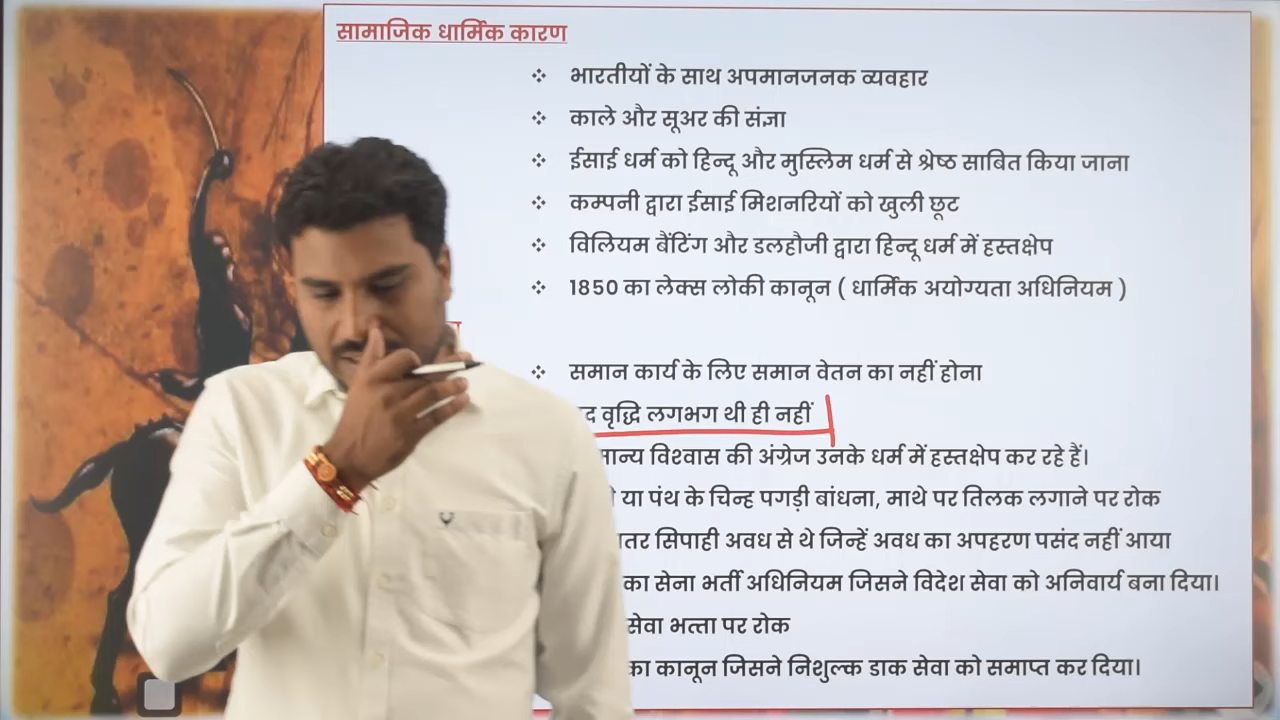 सामाजिक धार्मिक कारण
भारतीयों के साथ अपमानजनक व्यवहार
काले और सूअर की संज्ञा
ईसाई धर्म को हिन्दू और मुस्लिम धर्म से श्रेष्ठ साबित किया जाना
कम्पनी द्वारा ईसाई मिशनरियों को खुली छूट
विलियम बैंटिंग और डलहौजी द्वारा हिन्दू धर्म में हस्तक्षेप
1850 का लेक्स लोकी कानून ( धार्मिक अयोग्यता अधिनियम )
समान कार्य के लिए समान वेतन का नहीं होना
वृद्धि लगभग थी ही नहीं
विश्वास की अंग्रेज उनके धर्म में हस्तक्षेप कर रहे हैं।
या पंथ के चिन्ह पगड़ी बांधना, माथे पर तिलक लगाने पर रोक
सिपाही अवध से थे जिन्हें अवध का अपहरण पसंद नहीं आया
का सेना भर्ती अधिनियम जिसने विदेश सेवा को अनिवार्य बना दिया।
सेवा भत्ता पर रोक
का कानून जिसने निशुल्क डाक सेवा को समाप्त कर दिया।